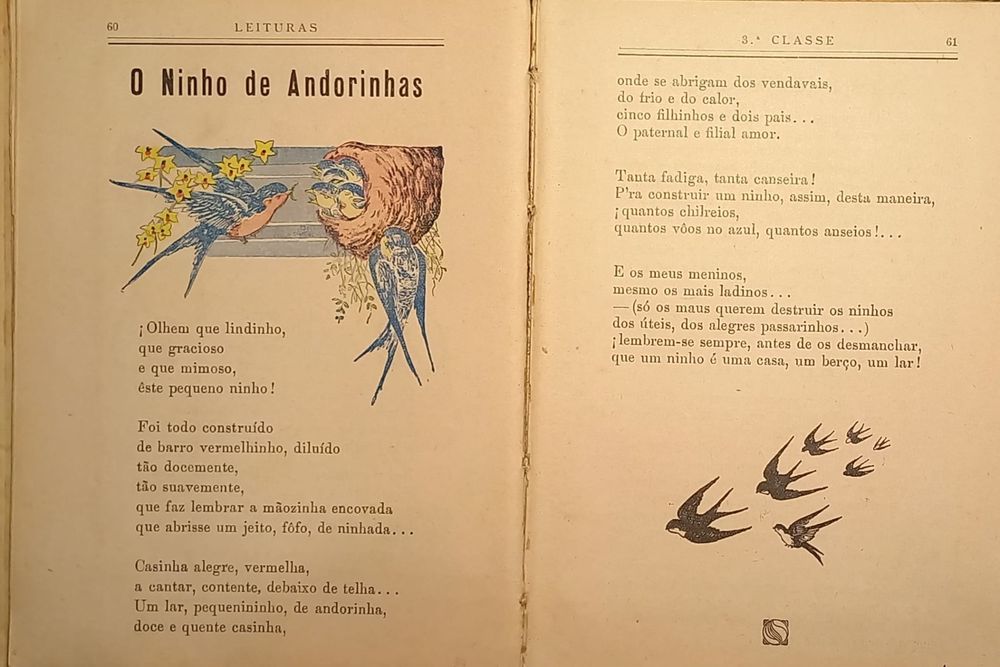 60
LEITURAS
O Ninho de Andorinhas
¡Olhem que lindinho,
que gracioso
e que mimoso,
êste pequeno ninho!
Foi todo construído
de barro vermelhinho, diluído
tão docemente,
tão suavemente,
que faz lembrar a mãozinha encovada
que abrisse um jeito, fôfo, de ninhada...
Casinha alegre, vermelha,
a cantar, contente, debaixo de telha...
Um lar, pequenininho, de andorinha,
doce e quente casinha,
3.ª CLASSE
61
onde se abrigam dos vendavais,
do frio e do calor,
cinco filhinhos e dois pais...
O paternal e filial amor.
Tanta fadiga, tanta canseira!
P'ra construir um ninho, assim, desta maneira,
¡quantos chilreios,
quantos vôos no azul, quantos anseios!...
E os meus meninos,
mesmo os mais ladinos...
—(só os maus querem destruir os ninhos
dos úteis, dos alegres passarinhos...)
¡lembrem-se sempre, antes de os desmanchar,
que um ninho é uma casa, um berço, um lar!